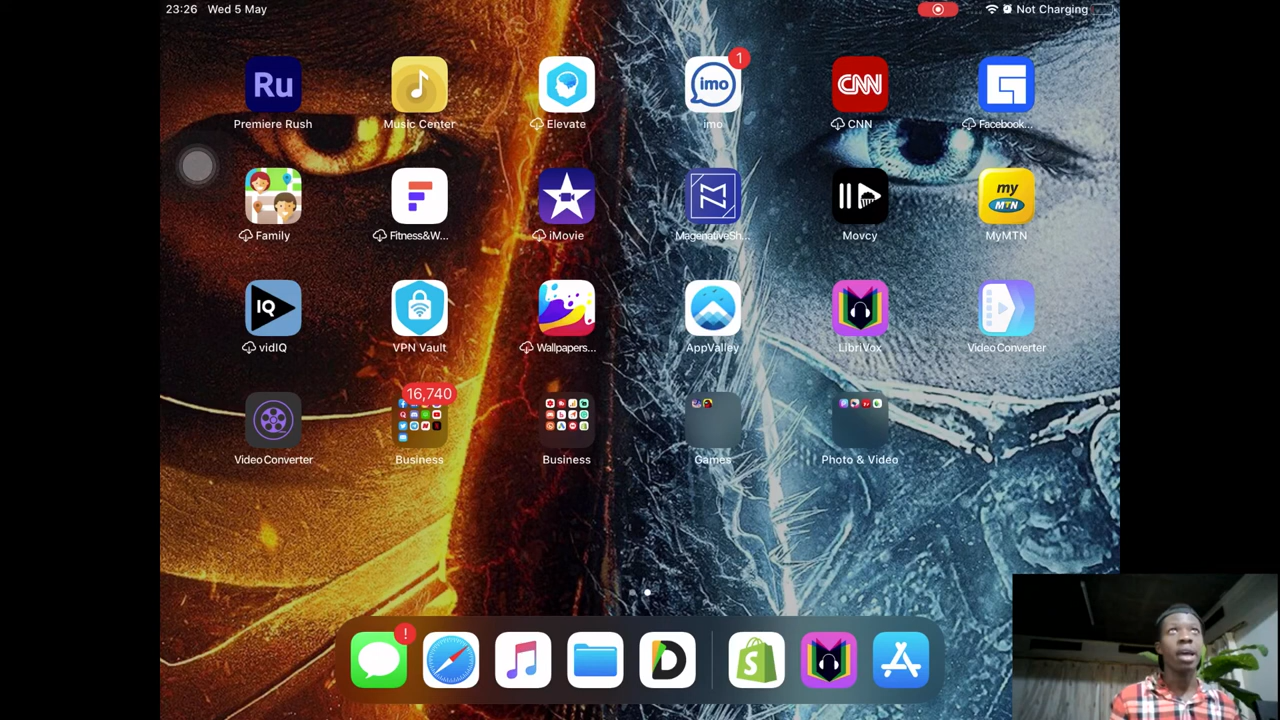 23:26 Wed 5 May
Not Charging
Ru
imo
1
CNN
Premiere Rush
Music Center
Elevate
imo
CNN
Facebook...
my
MTN
Family
Fitness&W...
iMovie
MagenativeSh...
Movcy
MyMTN
IQ
vidIQ
VPN Vault
Wallpapers...
AppValley
LibriVox
Video Converter
16,740
Video Converter
Business
Business
Games
Photo & Video
!
D
S